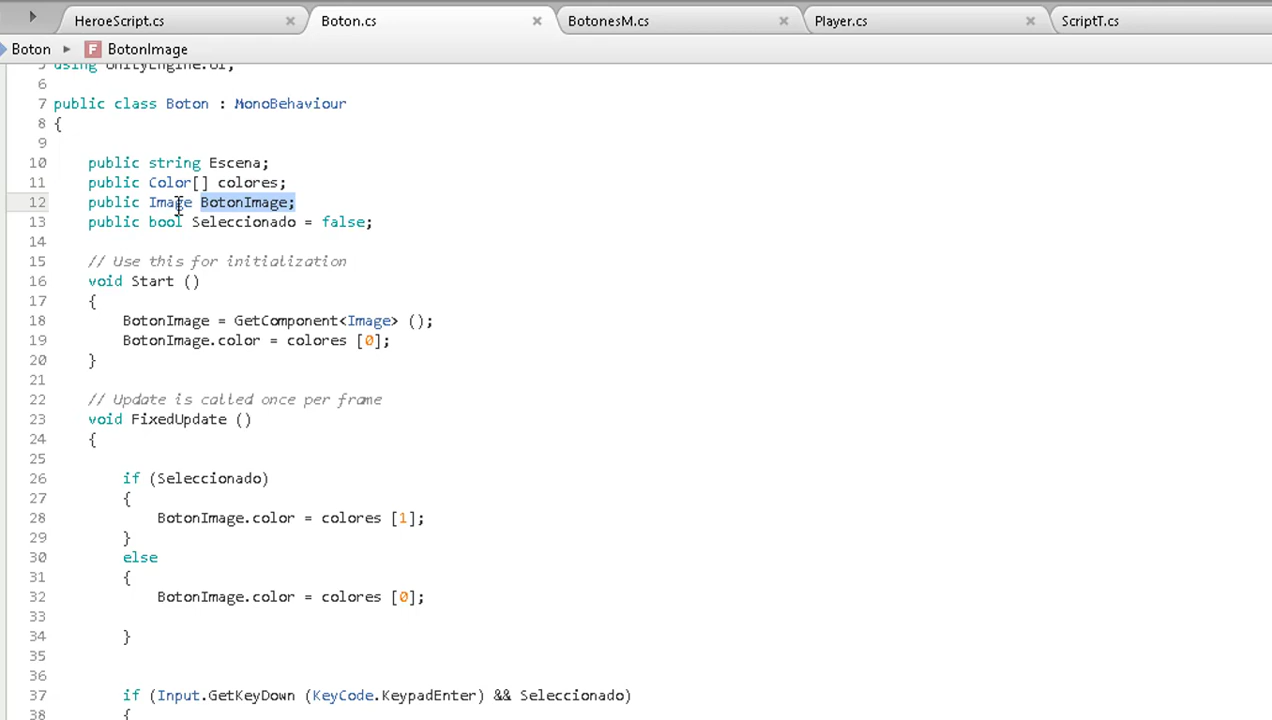 HeroeScript.cs × Boton.cs × BotonesM.cs × Player.cs × ScriptT.cs
Boton ▶ F BotonImage
5 using UnityEngine.UI;
6
7 public class Boton : MonoBehaviour
8 {
9
10 public string Escena;
11 public Color[] colores;
12 public Image BotonImage;
13 public bool Seleccionado = false;
14
15 // Use this for initialization
16 void Start ()
17 {
18 BotonImage = GetComponent<Image> ();
19 BotonImage.color = colores [0];
20 }
21
22 // Update is called once per frame
23 void FixedUpdate ()
24 {
25
26 if (Seleccionado)
27 {
28 BotonImage.color = colores [1];
29 }
30 else
31 {
32 BotonImage.color = colores [0];
33
34 }
35
36
37 if (Input.GetKeyDown (KeyCode.KeypadEnter) && Seleccionado)
38 {